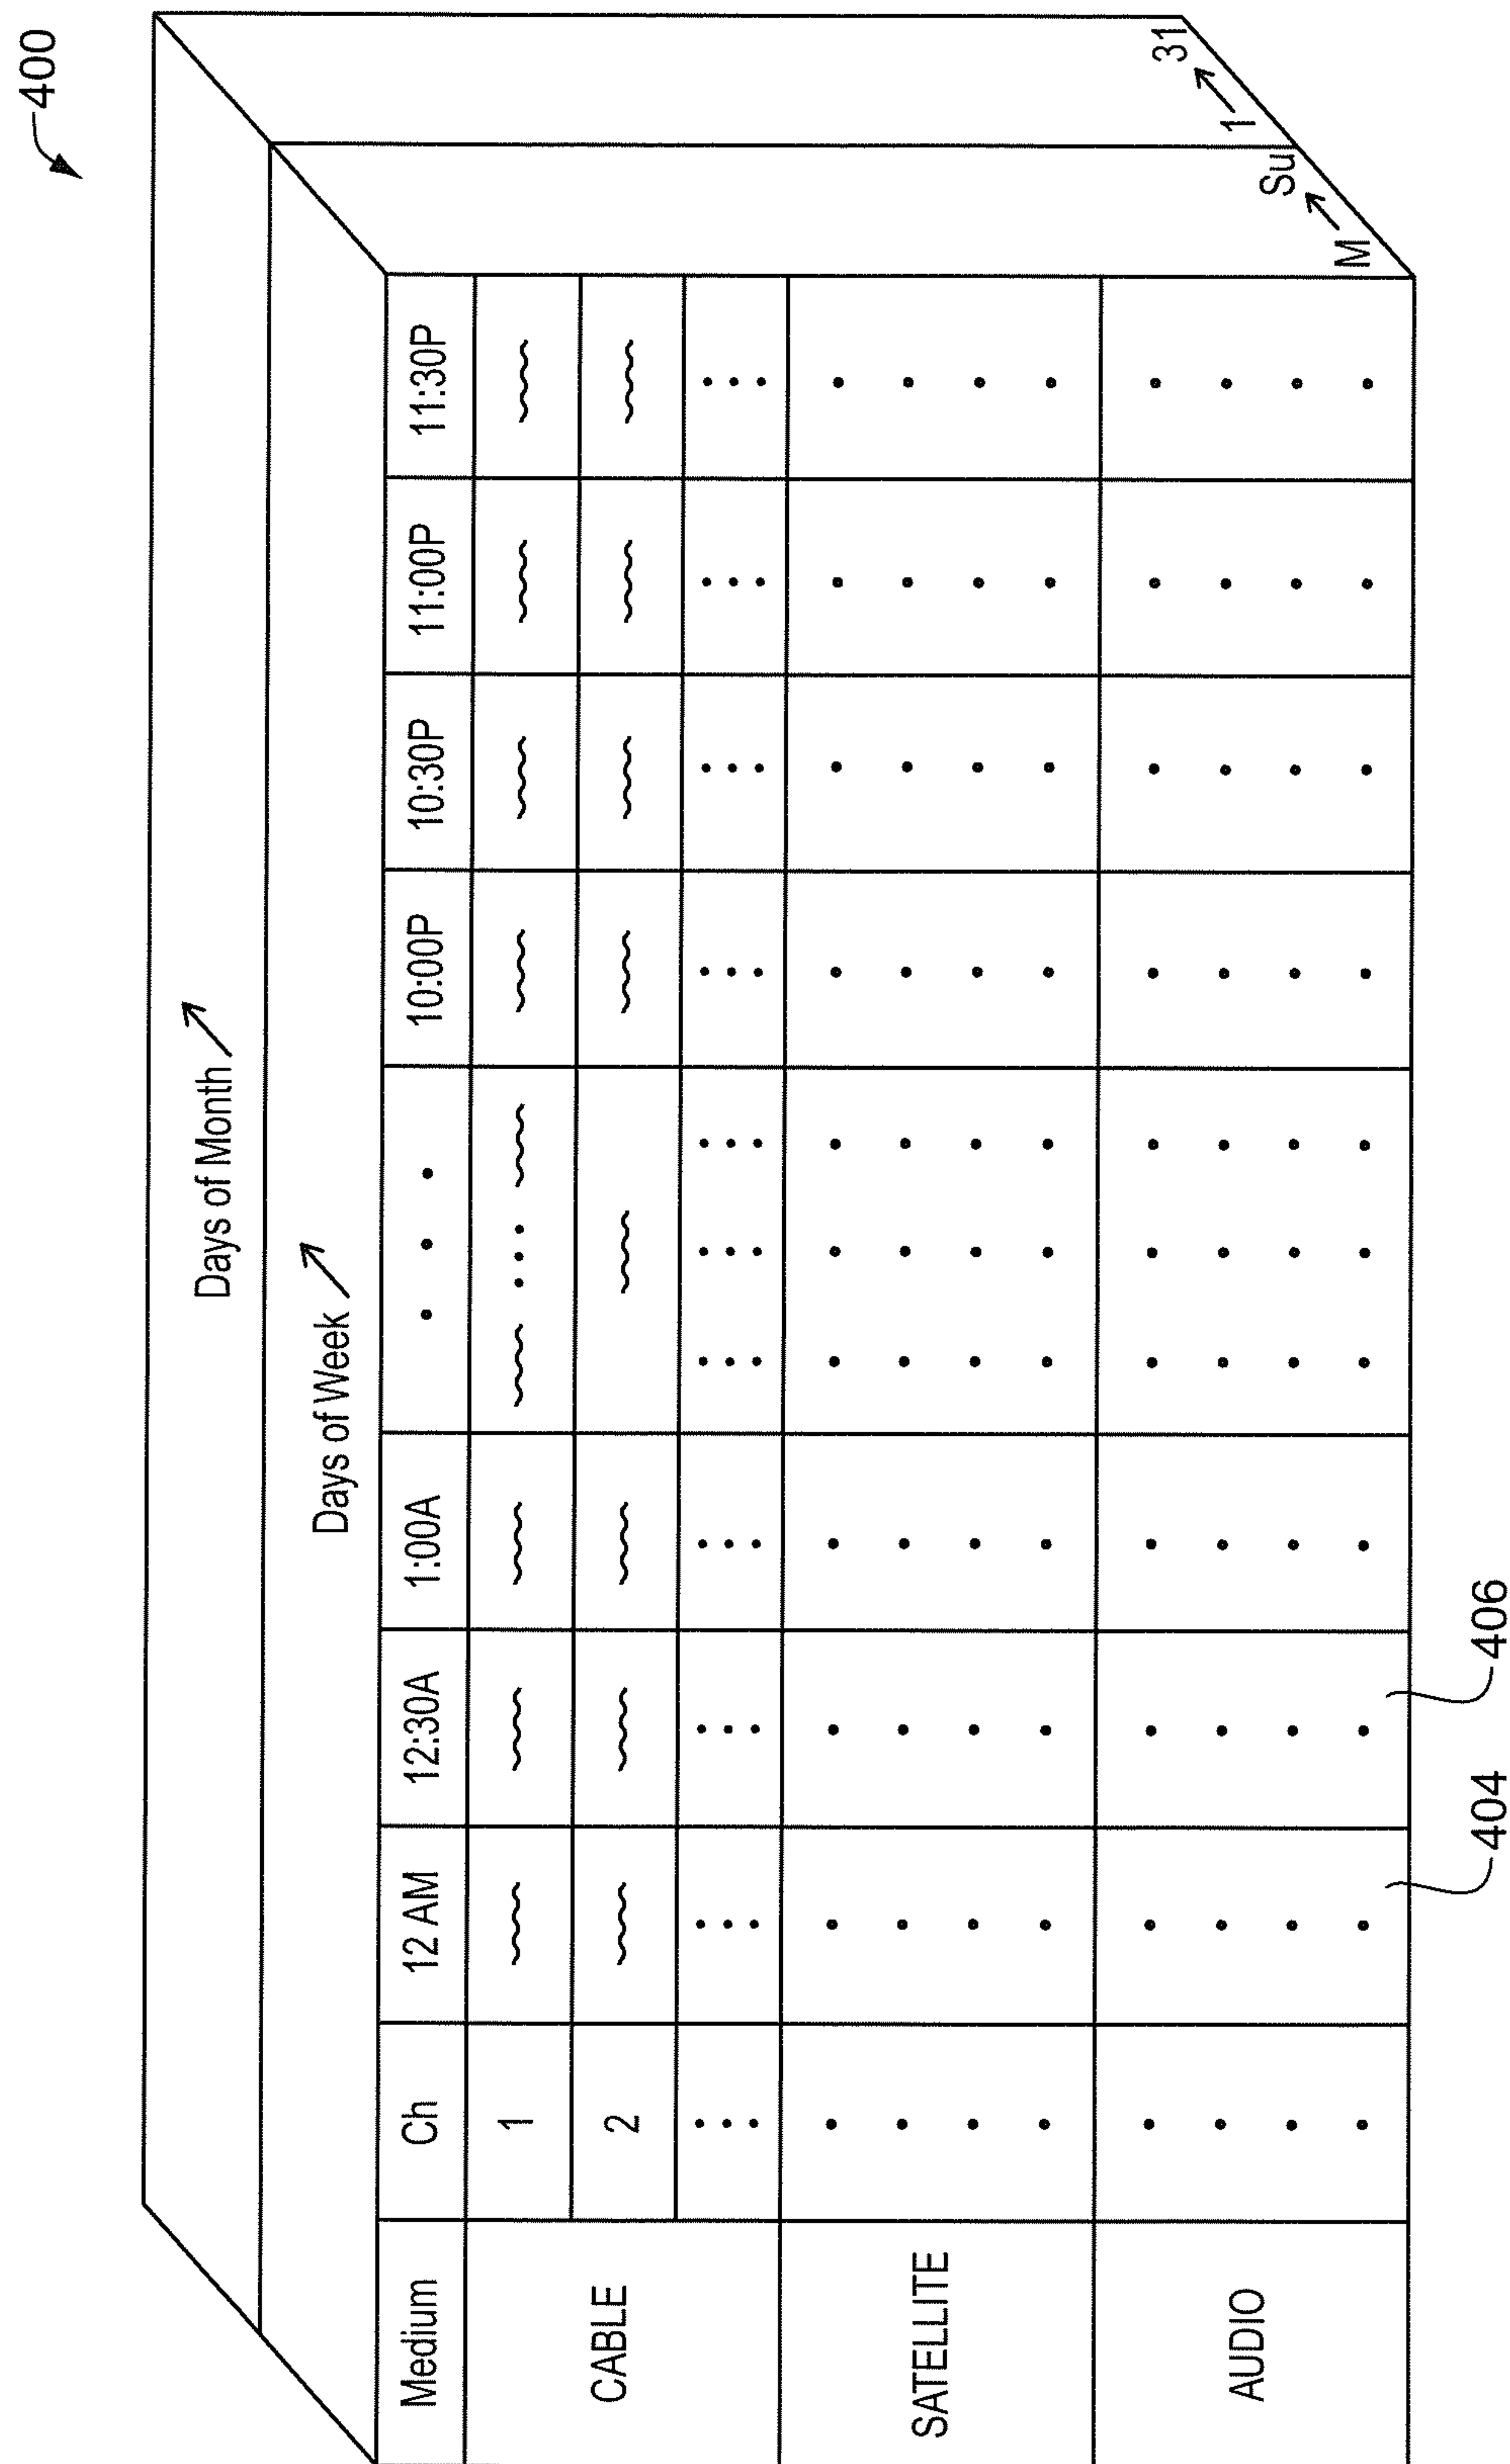 400
Days of Month
Days of Week
Medium Ch 12 AM 12:30A 1:00A • • • 10:00P 10:30P 11:00P 11:30P
CABLE
1
2
SATELLITE
AUDIO
M Su 1 31
404 406